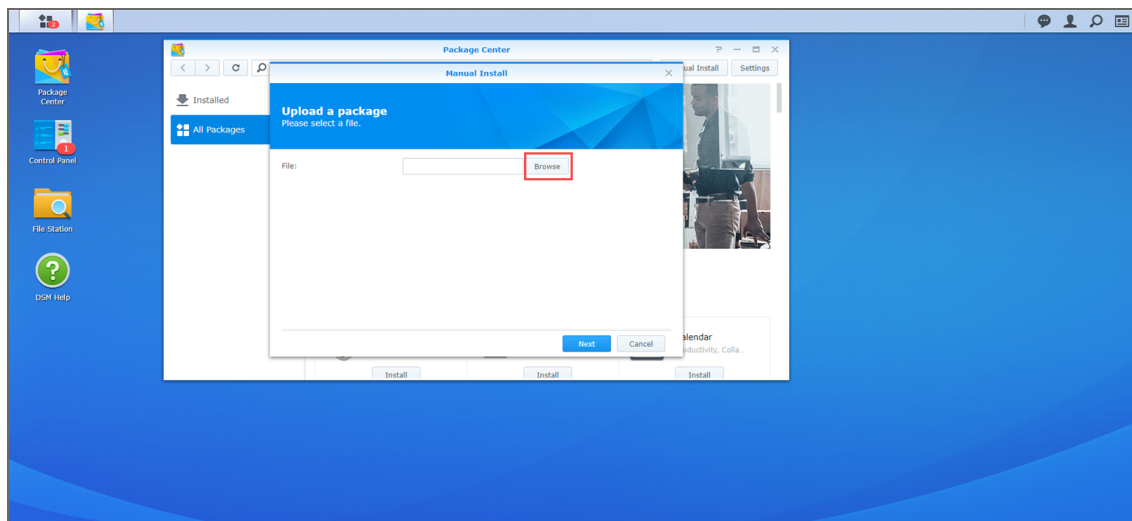 2
Package
Center
1
Control Panel
File Station
DSM Help
Package Center
ual Install
Settings
Installed
All Packages
Manual Install
Upload a package
Please select a file.
File:
Browse
Next
Cancel
alendar
oductivity, Colla...
Install
Install
Install